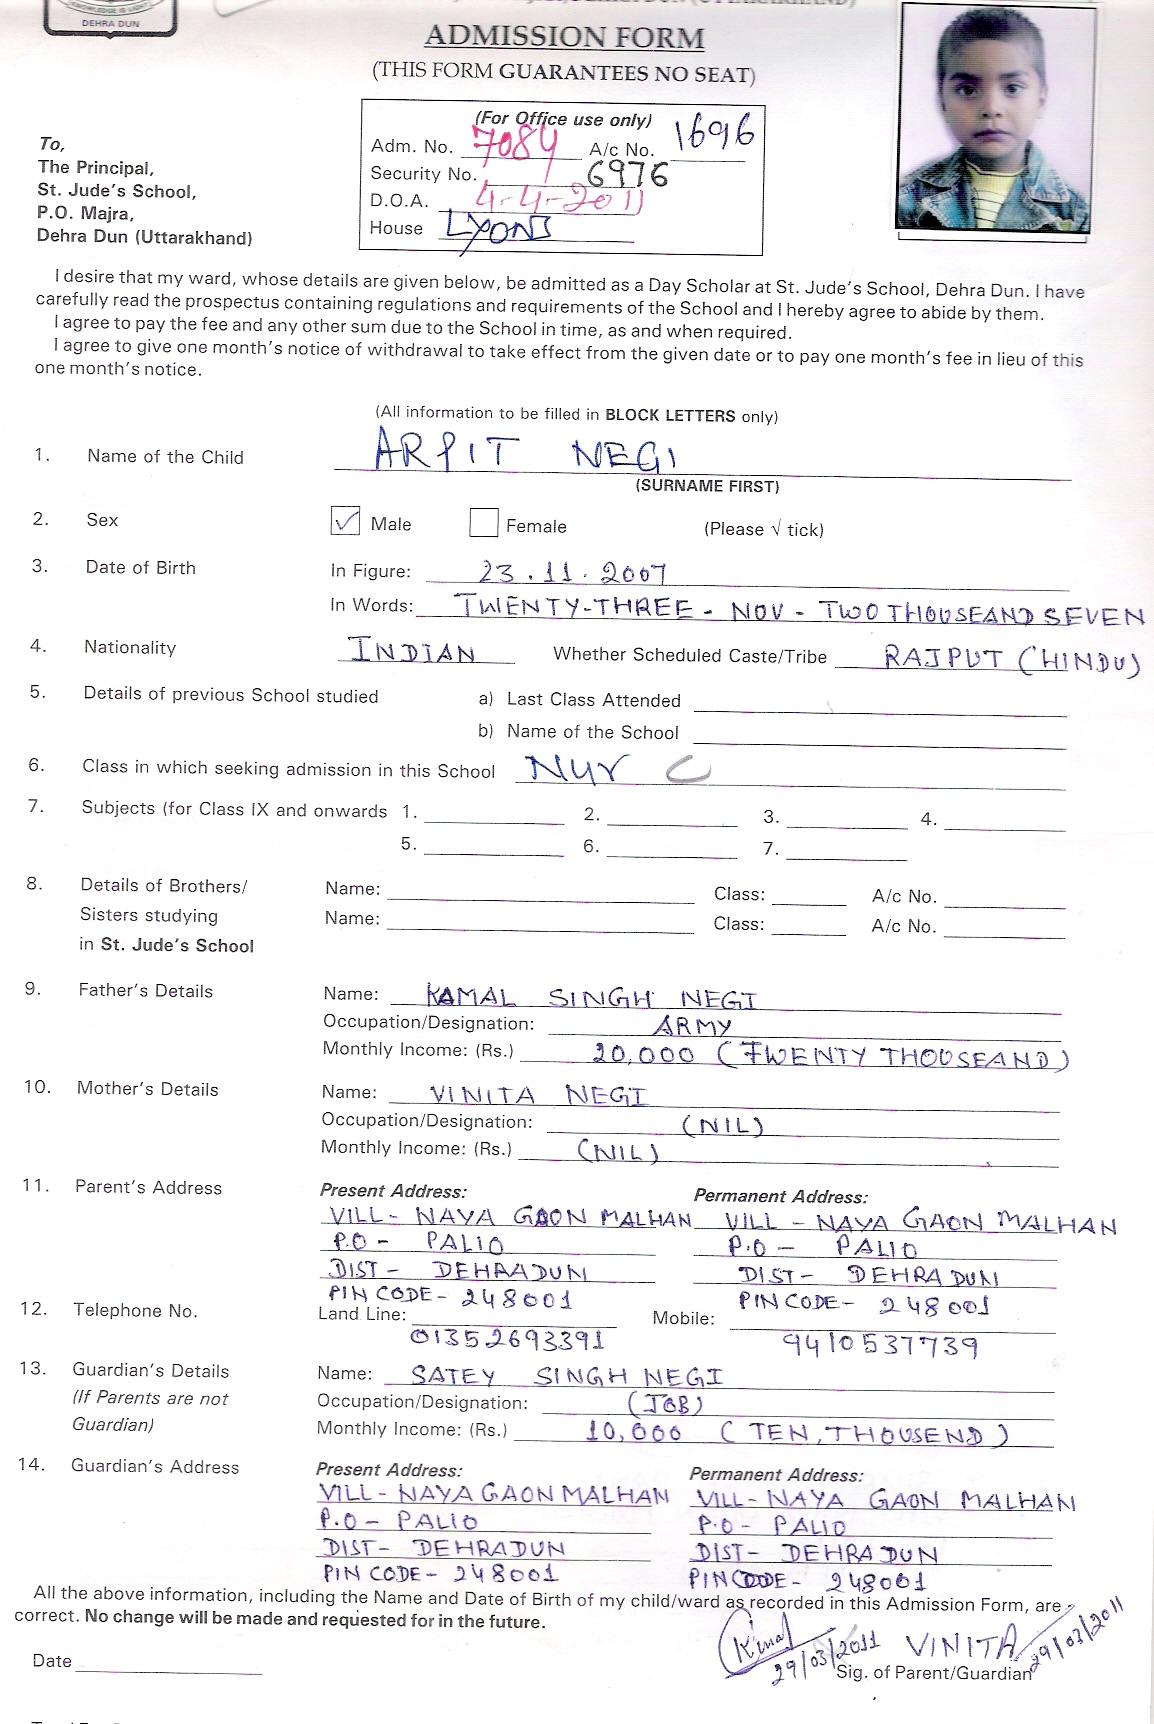 KNOWLEDGE IS LIGHT
DEHRA DUN
ADMISSION FORM
(THIS FORM GUARANTEES NO SEAT)
(For Office use only)
Adm. No. 7084 A/c No. 1696
Security No. 6976
D.O.A. 4-4-2011
House LYONS
To,
The Principal,
St. Jude's School,
P.O. Majra,
Dehra Dun (Uttarakhand)
I desire that my ward, whose details are given below, be admitted as a Day Scholar at St. Jude's School, Dehra Dun. I have
carefully read the prospectus containing regulations and requirements of the School and I hereby agree to abide by them.
I agree to pay the fee and any other sum due to the School in time, as and when required.
I agree to give one month's notice of withdrawal to take effect from the given date or to pay one month's fee in lieu of this
one month's notice.
(All information to be filled in BLOCK LETTERS only)
1. Name of the Child ARPIT NEGI
(SURNAME FIRST)
2. Sex ✓ Male Female (Please √ tick)
3. Date of Birth In Figure: 23.11.2007
In Words: TWENTY-THREE-NOV-TWO THOUSEAND SEVEN
4. Nationality INDIAN Whether Scheduled Caste/Tribe RAJPUT (HINDU)
5. Details of previous School studied a) Last Class Attended
b) Name of the School
6. Class in which seeking admission in this School Nur C
7. Subjects (for Class IX and onwards 1. 2. 3. 4.
5. 6. 7.
8. Details of Brothers/ Name: Class: A/c No.
Sisters studying Name: Class: A/c No.
in St. Jude's School
9. Father's Details Name: KAMAL SINGH NEGI
Occupation/Designation: ARMY
Monthly Income: (Rs.) 20,000 (TWENTY THOUSEAND)
10. Mother's Details Name: VINITA NEGI
Occupation/Designation: (NIL)
Monthly Income: (Rs.) (NIL)
11. Parent's Address Present Address: Permanent Address:
VILL- NAYA GAON MALHAN VILL - NAYA GAON MALHAN
P.O - PALIO P.O - PALIO
DIST- DEHRADUN DIST- DEHRADUN
PIN CODE- 248001 PIN CODE- 248001
12. Telephone No. Land Line: Mobile:
01352693391 9410537739
13. Guardian's Details Name: SATEY SINGH NEGI
(If Parents are not Occupation/Designation: (JOB)
Guardian) Monthly Income: (Rs.) 10,000 (TEN, THOUSEND)
14. Guardian's Address Present Address: Permanent Address:
VILL- NAYA GAON MALHAN VILL- NAYA GAON MALHAN
P.O - PALIO P.O - PALIO
DIST- DEHRADUN DIST- DEHRADUN
PIN CODE- 248001 PIN CODE- 248001
All the above information, including the Name and Date of Birth of my child/ward as recorded in this Admission Form, are
correct. No change will be made and requested for in the future.
29/03/2011 VINITA 29/03/2011
Date Sig. of Parent/Guardian